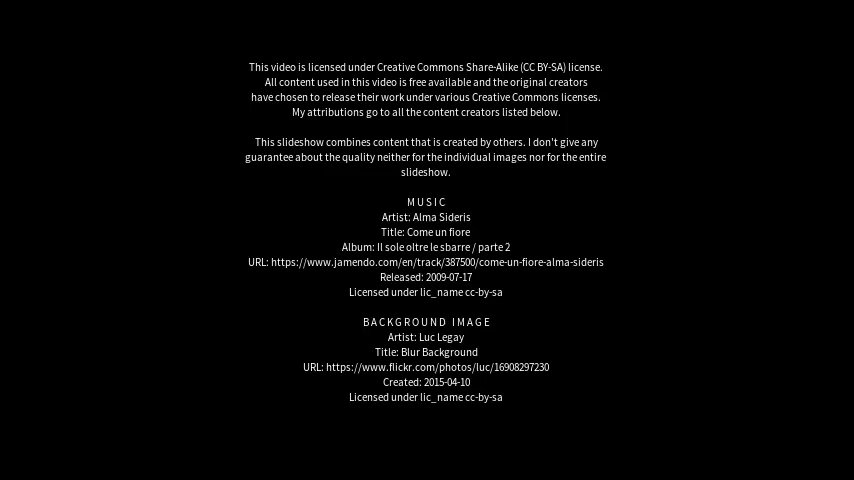 This video is licensed under Creative Commons Share-Alike (CC BY-SA) license.
All content used in this video is free available and the original creators
have chosen to release their work under various Creative Commons licenses.
My attributions go to all the content creators listed below.
This slideshow combines content that is created by others. I don't give any
guarantee about the quality neither for the individual images nor for the entire
slideshow.
MUSIC
Artist: Alma Sideris
Title: Come un fiore
Album: Il sole oltre le sbarre / parte 2
URL: https://www.jamendo.com/en/track/387500/come-un-fiore-alma-sideris
Released: 2009-07-17
Licensed under lic_name cc-by-sa
BACKGROUND IMAGE
Artist: Luc Legay
Title: Blur Background
URL: https://www.flickr.com/photos/luc/16908297230
Created: 2015-04-10
Licensed under lic_name cc-by-sa